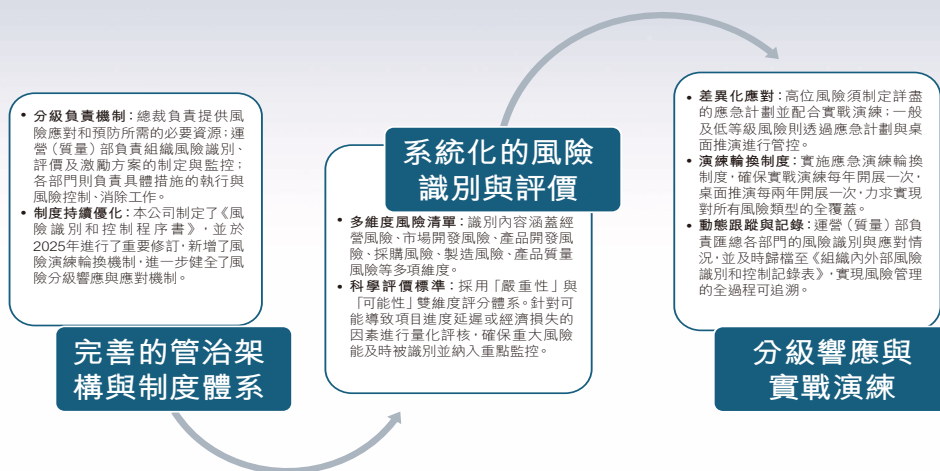 • 分級負責機制：總裁負責提供風
險應對和預防所需的必要資源；運
營（質量）部負責組織風險識別、
評價及激勵方案的制定與監控；
各部門則負責具體措施的執行與
風險控制、消除工作。
• 制度持續優化：本公司制定了《風
險識別和控制程序書》，並於
2025年進行了重要修訂，新增了風
險演練輪換機制，進一步健全了風
險分級響應與應對機制。
完善的管治架
構與制度體系
系統化的風險
識別與評價
• 多維度風險清單：識別內容涵蓋經
營風險、市場開發風險、產品開發風
險、採購風險、製造風險、產品質量
風險等多項維度。
• 科學評價標準：採用「嚴重性」與
「可能性」雙維度評分體系。針對可
能導致項目進度延遲或經濟損失的
因素進行量化評核，確保重大風險
能及時被識別並納入重點監控。
• 差異化應對：高位風險須制定詳盡
的應急計劃並配合實戰演練；一般
及低等級風險則透過應急計劃與桌
面推演進行管控。
• 演練輪換制度：實施應急演練輪換
制度，確保實戰演練每年開展一次，
桌面推演每兩年開展一次，力求實現
對所有風險類型的全覆蓋。
• 動態跟蹤與記錄：運營（質量）部負
責匯總各部門的風險識別與應對情
況，並及時歸檔至《組織內外部風險
識別和控制記錄表》，實現風險管理
的全過程可追溯。
分級響應與
實戰演練